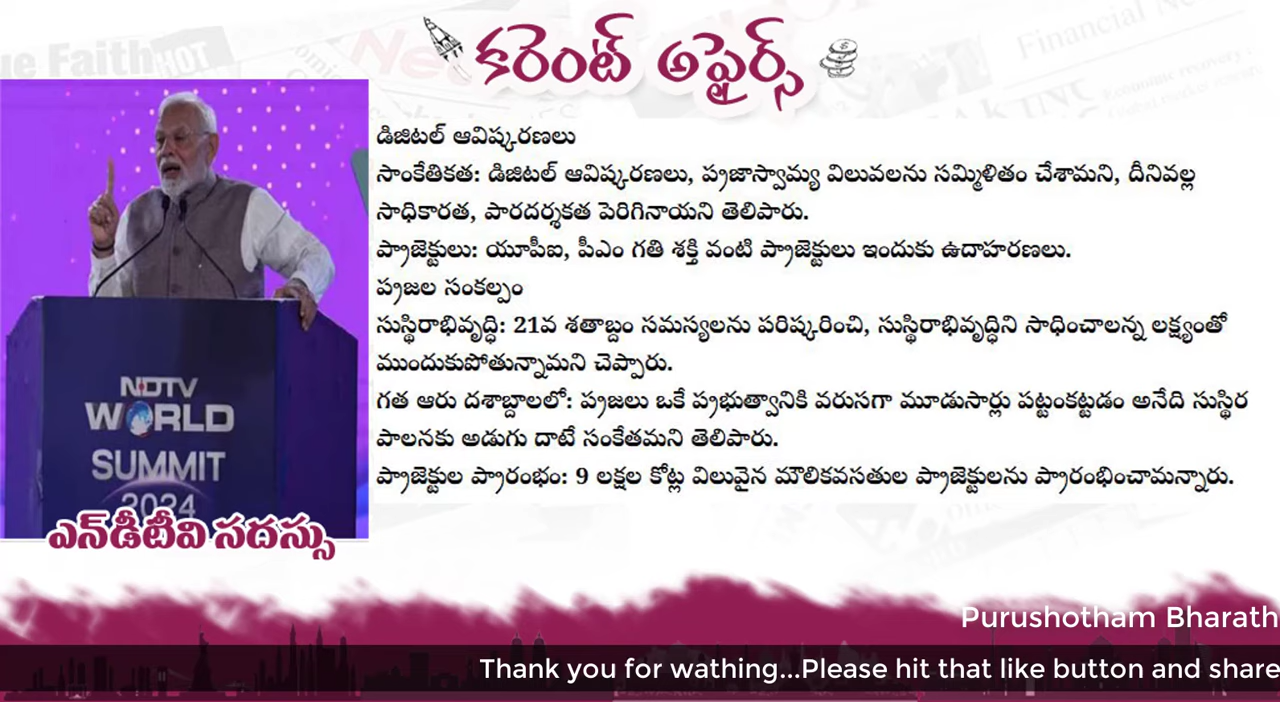 కరెంట్ అఫైర్స్
డిజిటల్ ఆవిష్కరణలు
సాంకేతికత: డిజిటల్ ఆవిష్కరణలు, ప్రజాస్వామ్య విలువలను సమ్మిళితం చేశామని, దీనివల్ల
సాధికారత, పారదర్శకత పెరిగినాయని తెలిపారు.
ప్రాజెక్టులు: యూపీఐ, పీఎం గతి శక్తి వంటి ప్రాజెక్టులు ఇందుకు ఉదాహరణలు.
ప్రజల సంకల్పం
సుస్థిరాభివృద్ధి: 21వ శతాబ్దం సమస్యలను పరిష్కరించి, సుస్థిరాభివృద్ధిని సాధించాలన్న లక్ష్యంతో
ముందుకుపోతున్నామని చెప్పారు.
గత ఆరు దశాబ్దాలలో: ప్రజలు ఒకే ప్రభుత్వానికి వరుసగా మూడుసార్లు పట్టంకట్టడం అనేది సుస్థిర
పాలనకు అడుగు దాటే సంకేతమని తెలిపారు.
ప్రాజెక్టుల ప్రారంభం: 9 లక్షల కోట్ల విలువైన మౌలికవసతుల ప్రాజెక్టులను ప్రారంభించామన్నారు.
NDTV
WORLD
SUMMIT
2024
ఎన్‌డీటీవి సదస్సు
Purushotham Bharath
Thank you for wathing...Please hit that like button and share